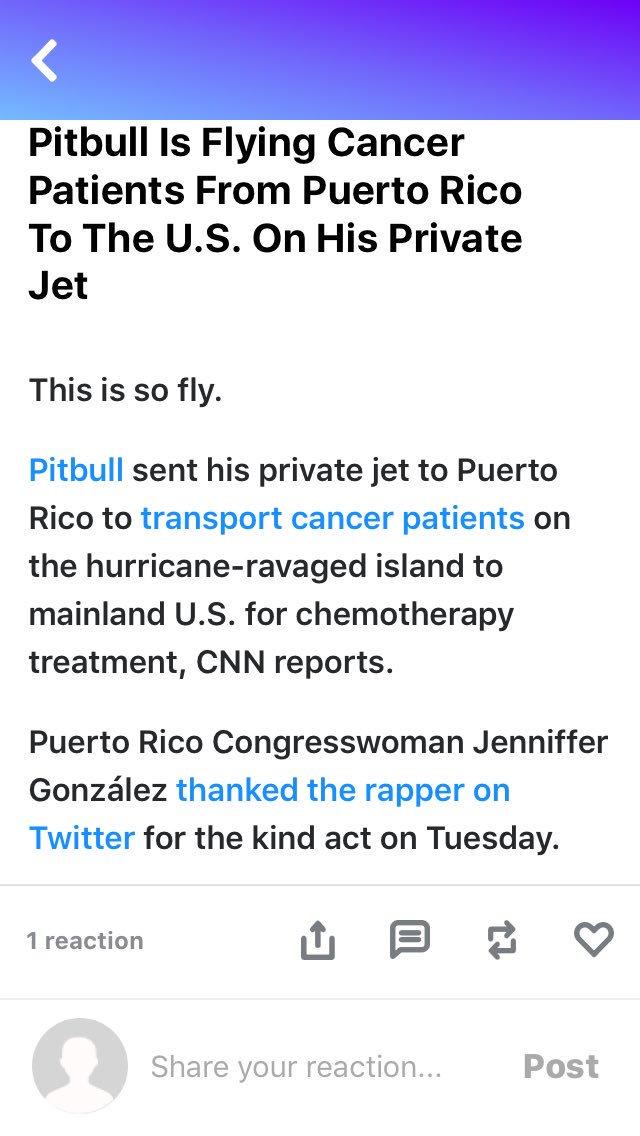 Pitbull Is Flying Cancer
Patients From Puerto Rico
To The U.S. On His Private
Jet
This is so fly.
Pitbull sent his private jet to Puerto
Rico to transport cancer patients on
the hurricane-ravaged island to
mainland U.S. for chemotherapy
treatment, CNN reports.
Puerto Rico Congresswoman Jenniffer
González thanked the rapper on
Twitter for the kind act on Tuesday.
1 reaction
Share your reaction... Post